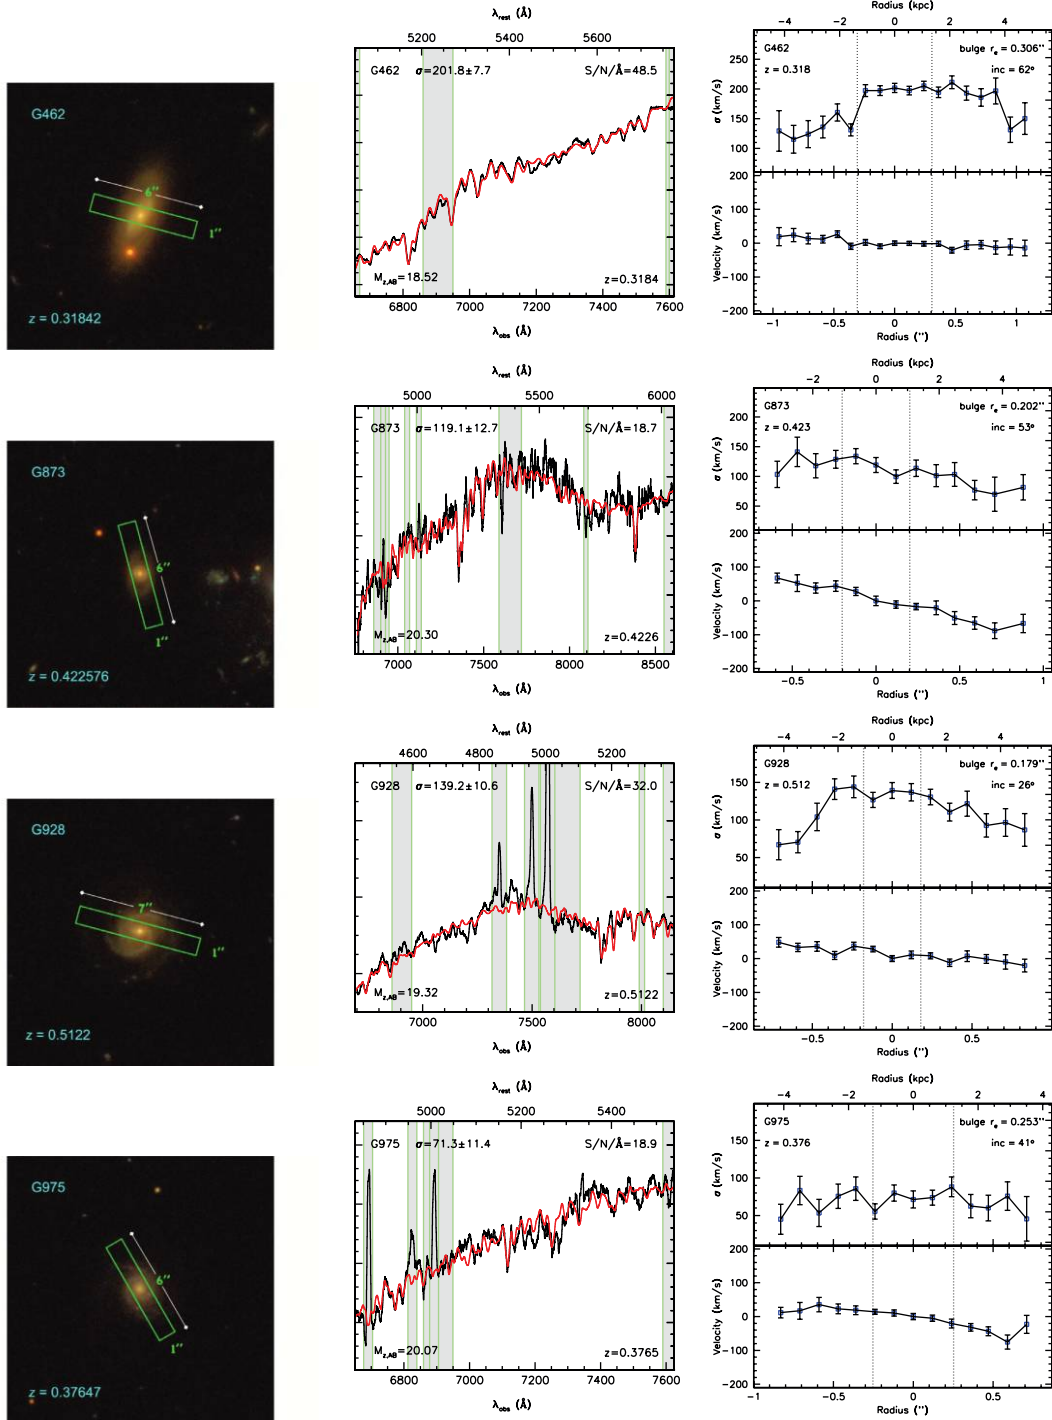 G462
6″
1″
z = 0.31842
λrest (Å)
5200 5400 5600
G462 σ=201.8±7.7 S/N/Å=48.5
Mz,AB=18.52 z=0.3184
6800 7000 7200 7400 7600
λobs (Å)
Radius (kpc)
−4 −2 0 2 4
G462 bulge re =0.306″
z = 0.318 inc = 62°
σ (km/s)
250
200
150
100
Velocity (km/s)
200
100
0
−100
−200
−1 −0.5 0 0.5 1
Radius (″)
G873
6″
1″
z = 0.422576
λrest (Å)
5000 5500 6000
G873 σ=119.1±12.7 S/N/Å=18.7
Mz,AB=20.30 z=0.4226
7000 7500 8000 8500
λobs (Å)
Radius (kpc)
−2 0 2 4
G873 bulge re =0.202″
z = 0.423 inc = 53°
σ (km/s)
200
150
100
50
Velocity (km/s)
200
100
0
−100
−200
−0.5 0 0.5 1
Radius (″)
G928
7″
1″
z = 0.5122
λrest (Å)
4600 4800 5000 5200
G928 σ=139.2±10.6 S/N/Å=32.0
Mz,AB=19.32 z=0.5122
7000 7500 8000
λobs (Å)
Radius (kpc)
−4 −2 0 2 4
G928 bulge re =0.179″
z = 0.512 inc = 26°
σ (km/s)
150
100
50
Velocity (km/s)
200
100
0
−100
−200
−0.5 0 0.5
Radius (″)
G975
6″
1″
z = 0.37647
λrest (Å)
5000 5200 5400
G975 σ=71.3±11.4 S/N/Å=18.9
Mz,AB=20.07 z=0.3765
6800 7000 7200 7400 7600
λobs (Å)
Radius (kpc)
−4 −2 0 2 4
G975 bulge re =0.253″
z = 0.376 inc = 41°
σ (km/s)
150
100
50
Velocity (km/s)
200
100
0
−100
−200
−1 −0.5 0 0.5
Radius (″)